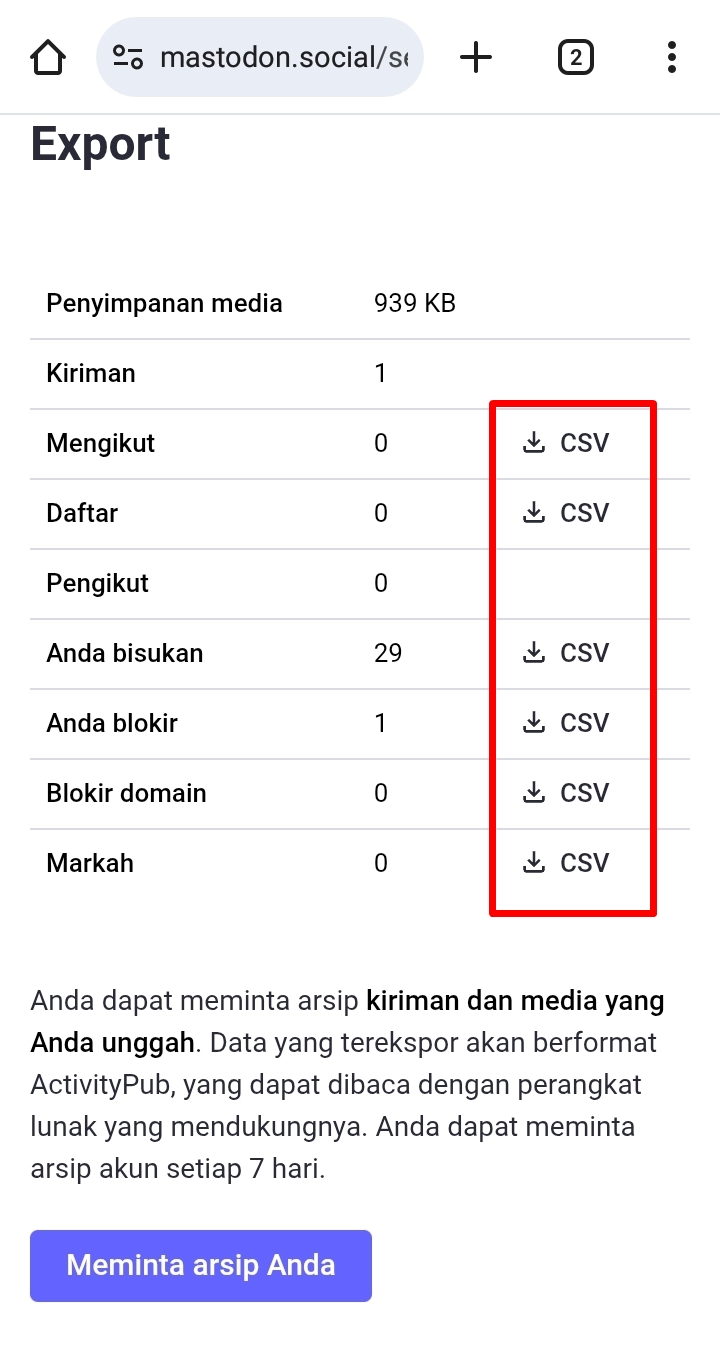 mastodon.social/se
2
Export
Penyimpanan media 939 KB
Kiriman 1
Mengikut 0 CSV
Daftar 0 CSV
Pengikut 0
Anda bisukan 29 CSV
Anda blokir 1 CSV
Blokir domain 0 CSV
Markah 0 CSV
Anda dapat meminta arsip kiriman dan media yang
Anda unggah. Data yang terekspor akan berformat
ActivityPub, yang dapat dibaca dengan perangkat
lunak yang mendukungnya. Anda dapat meminta
arsip akun setiap 7 hari.
Meminta arsip Anda